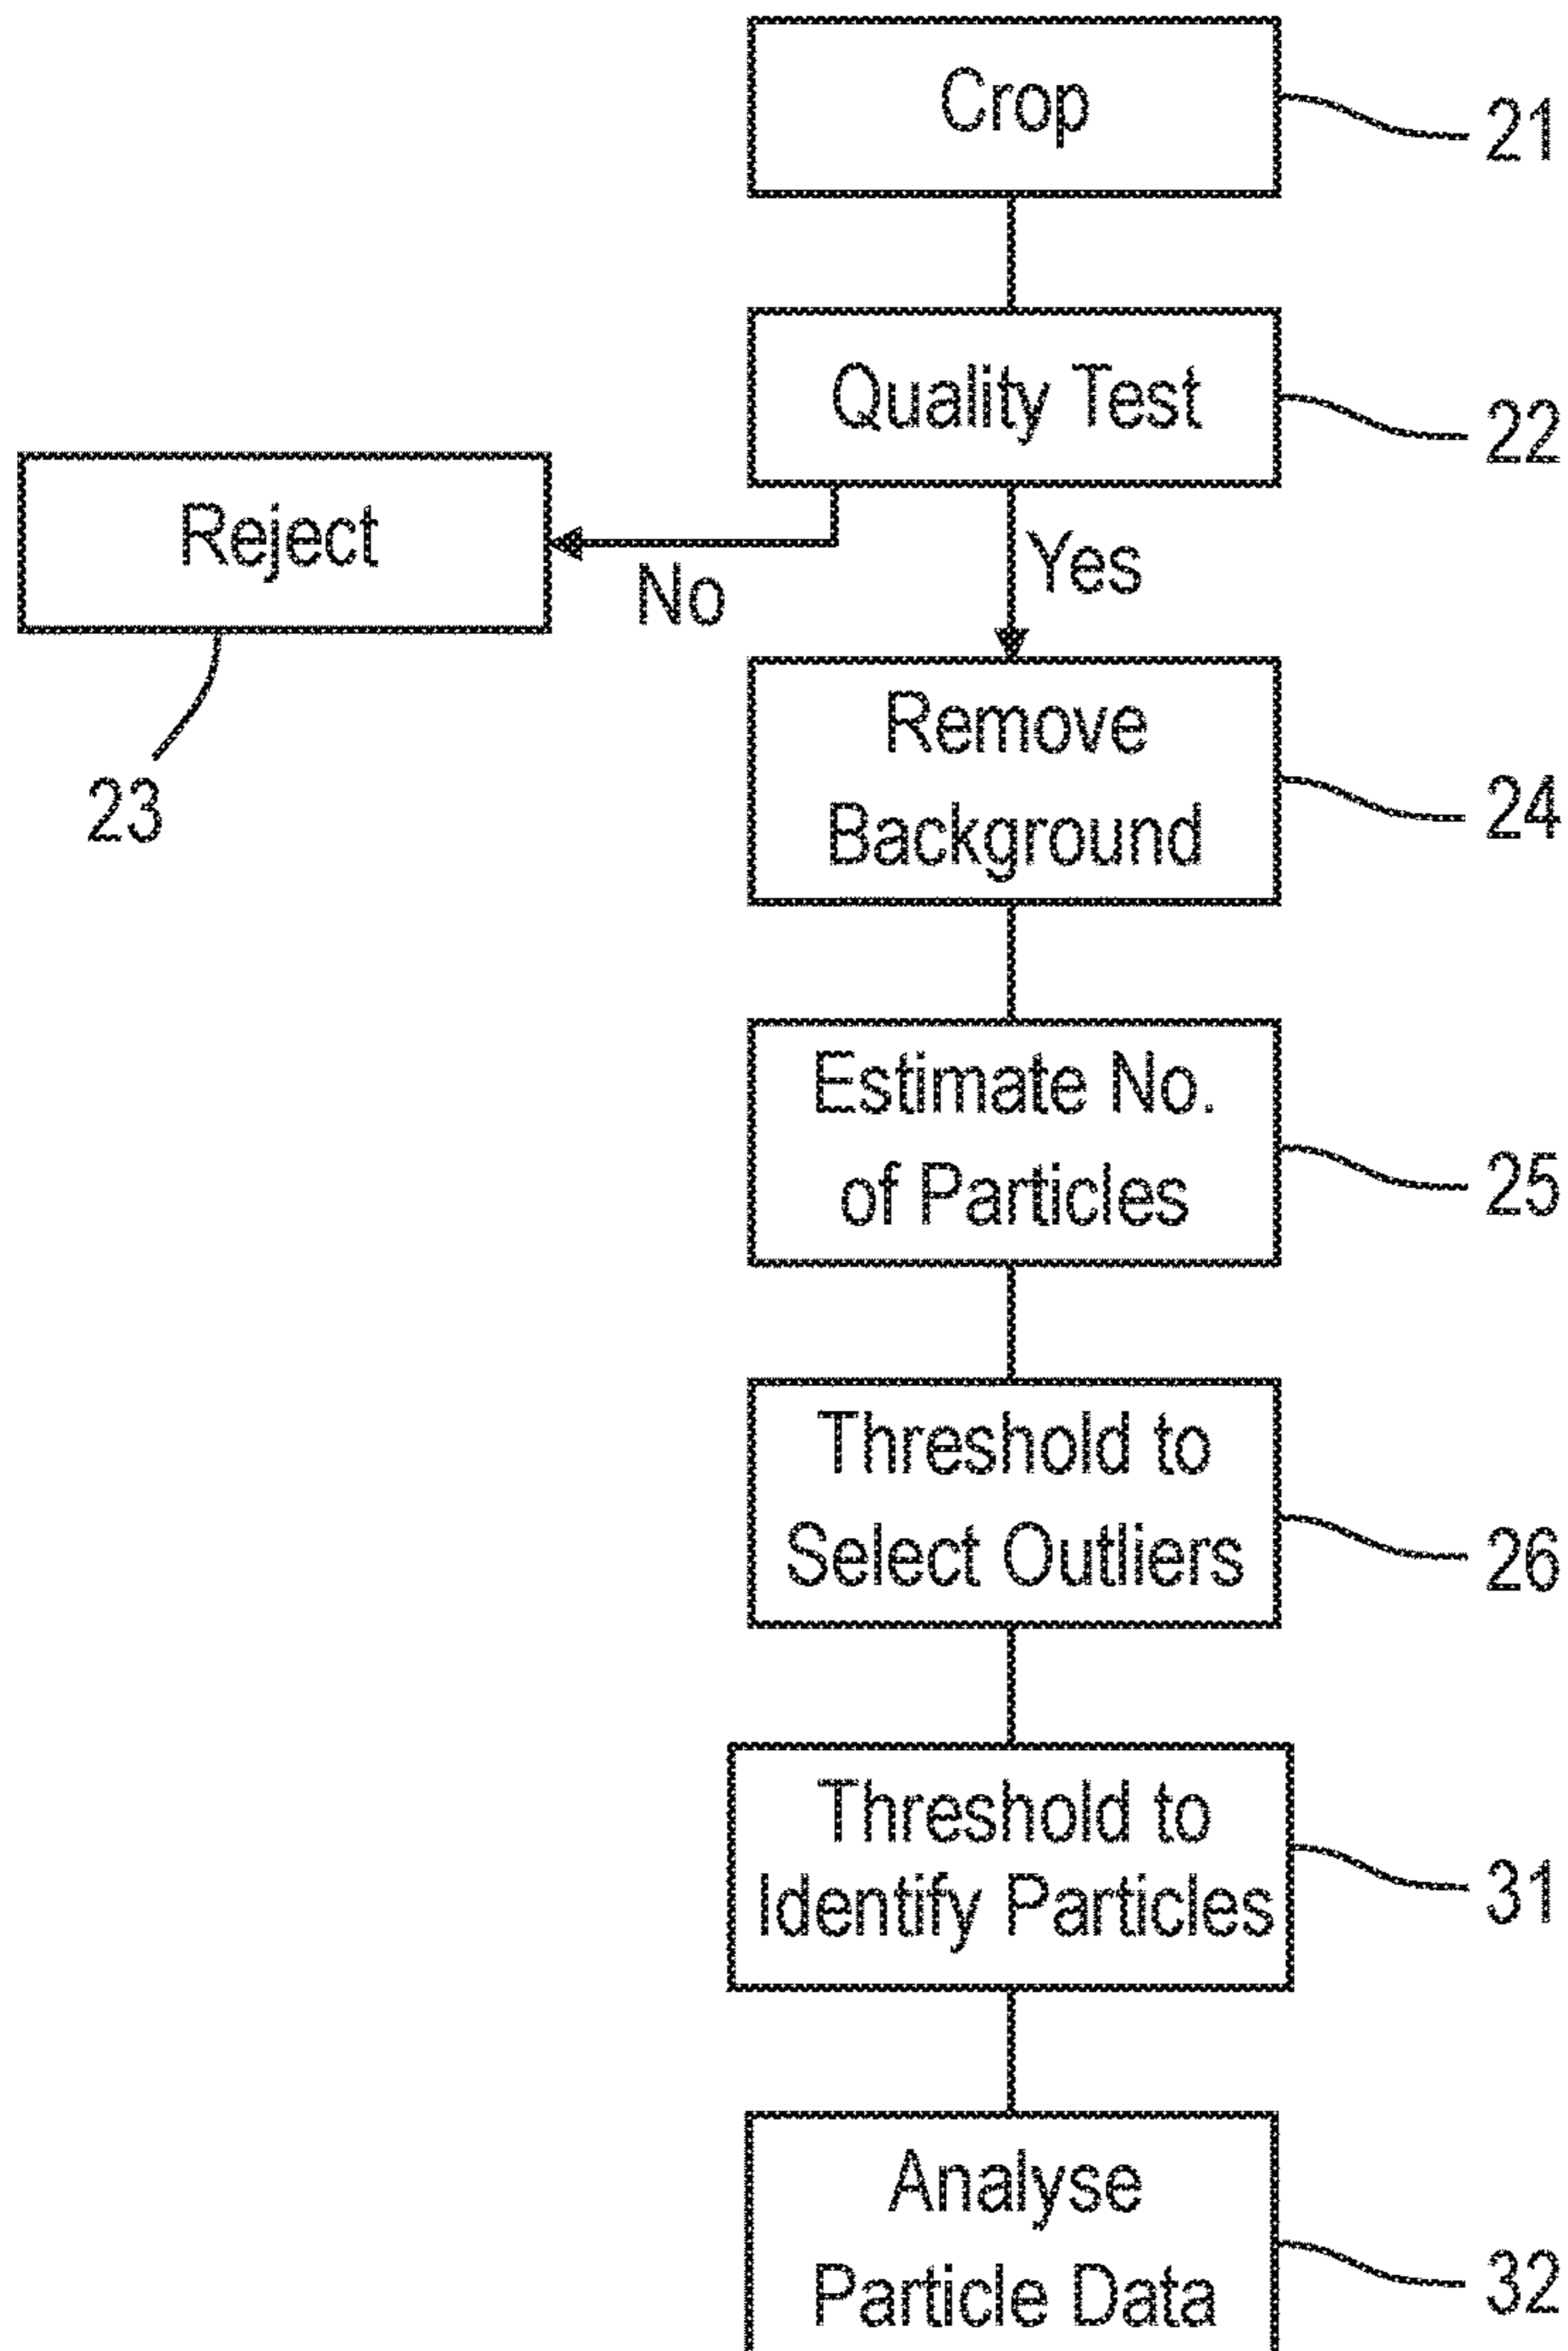 Crop
21
Quality Test
22
Reject
No
Yes
23
Remove
Background
24
Estimate No.
of Particles
25
Threshold to
Select Outliers
26
Threshold to
Identify Particles
31
Analyse
Particle Data
32